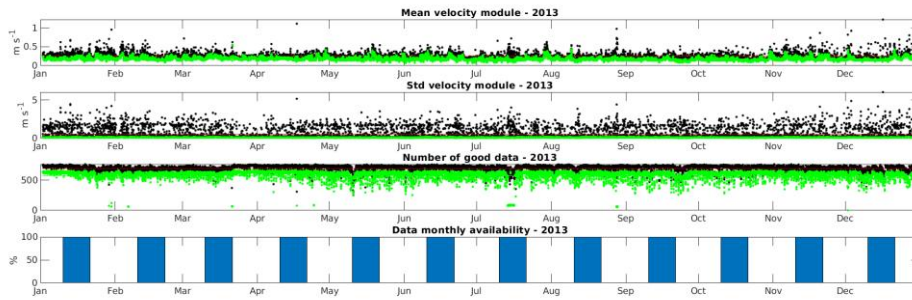 Mean velocity module - 2013
m s⁻¹
1
0.5
0
Jan Feb Mar Apr May Jun Jul Aug Sep Oct Nov Dec
Std velocity module - 2013
m s⁻¹
5
0
Jan Feb Mar Apr May Jun Jul Aug Sep Oct Nov Dec
Number of good data - 2013
500
0
Jan Feb Mar Apr May Jun Jul Aug Sep Oct Nov Dec
Data monthly availability - 2013
%
100
50
0
Jan Feb Mar Apr May Jun Jul Aug Sep Oct Nov Dec